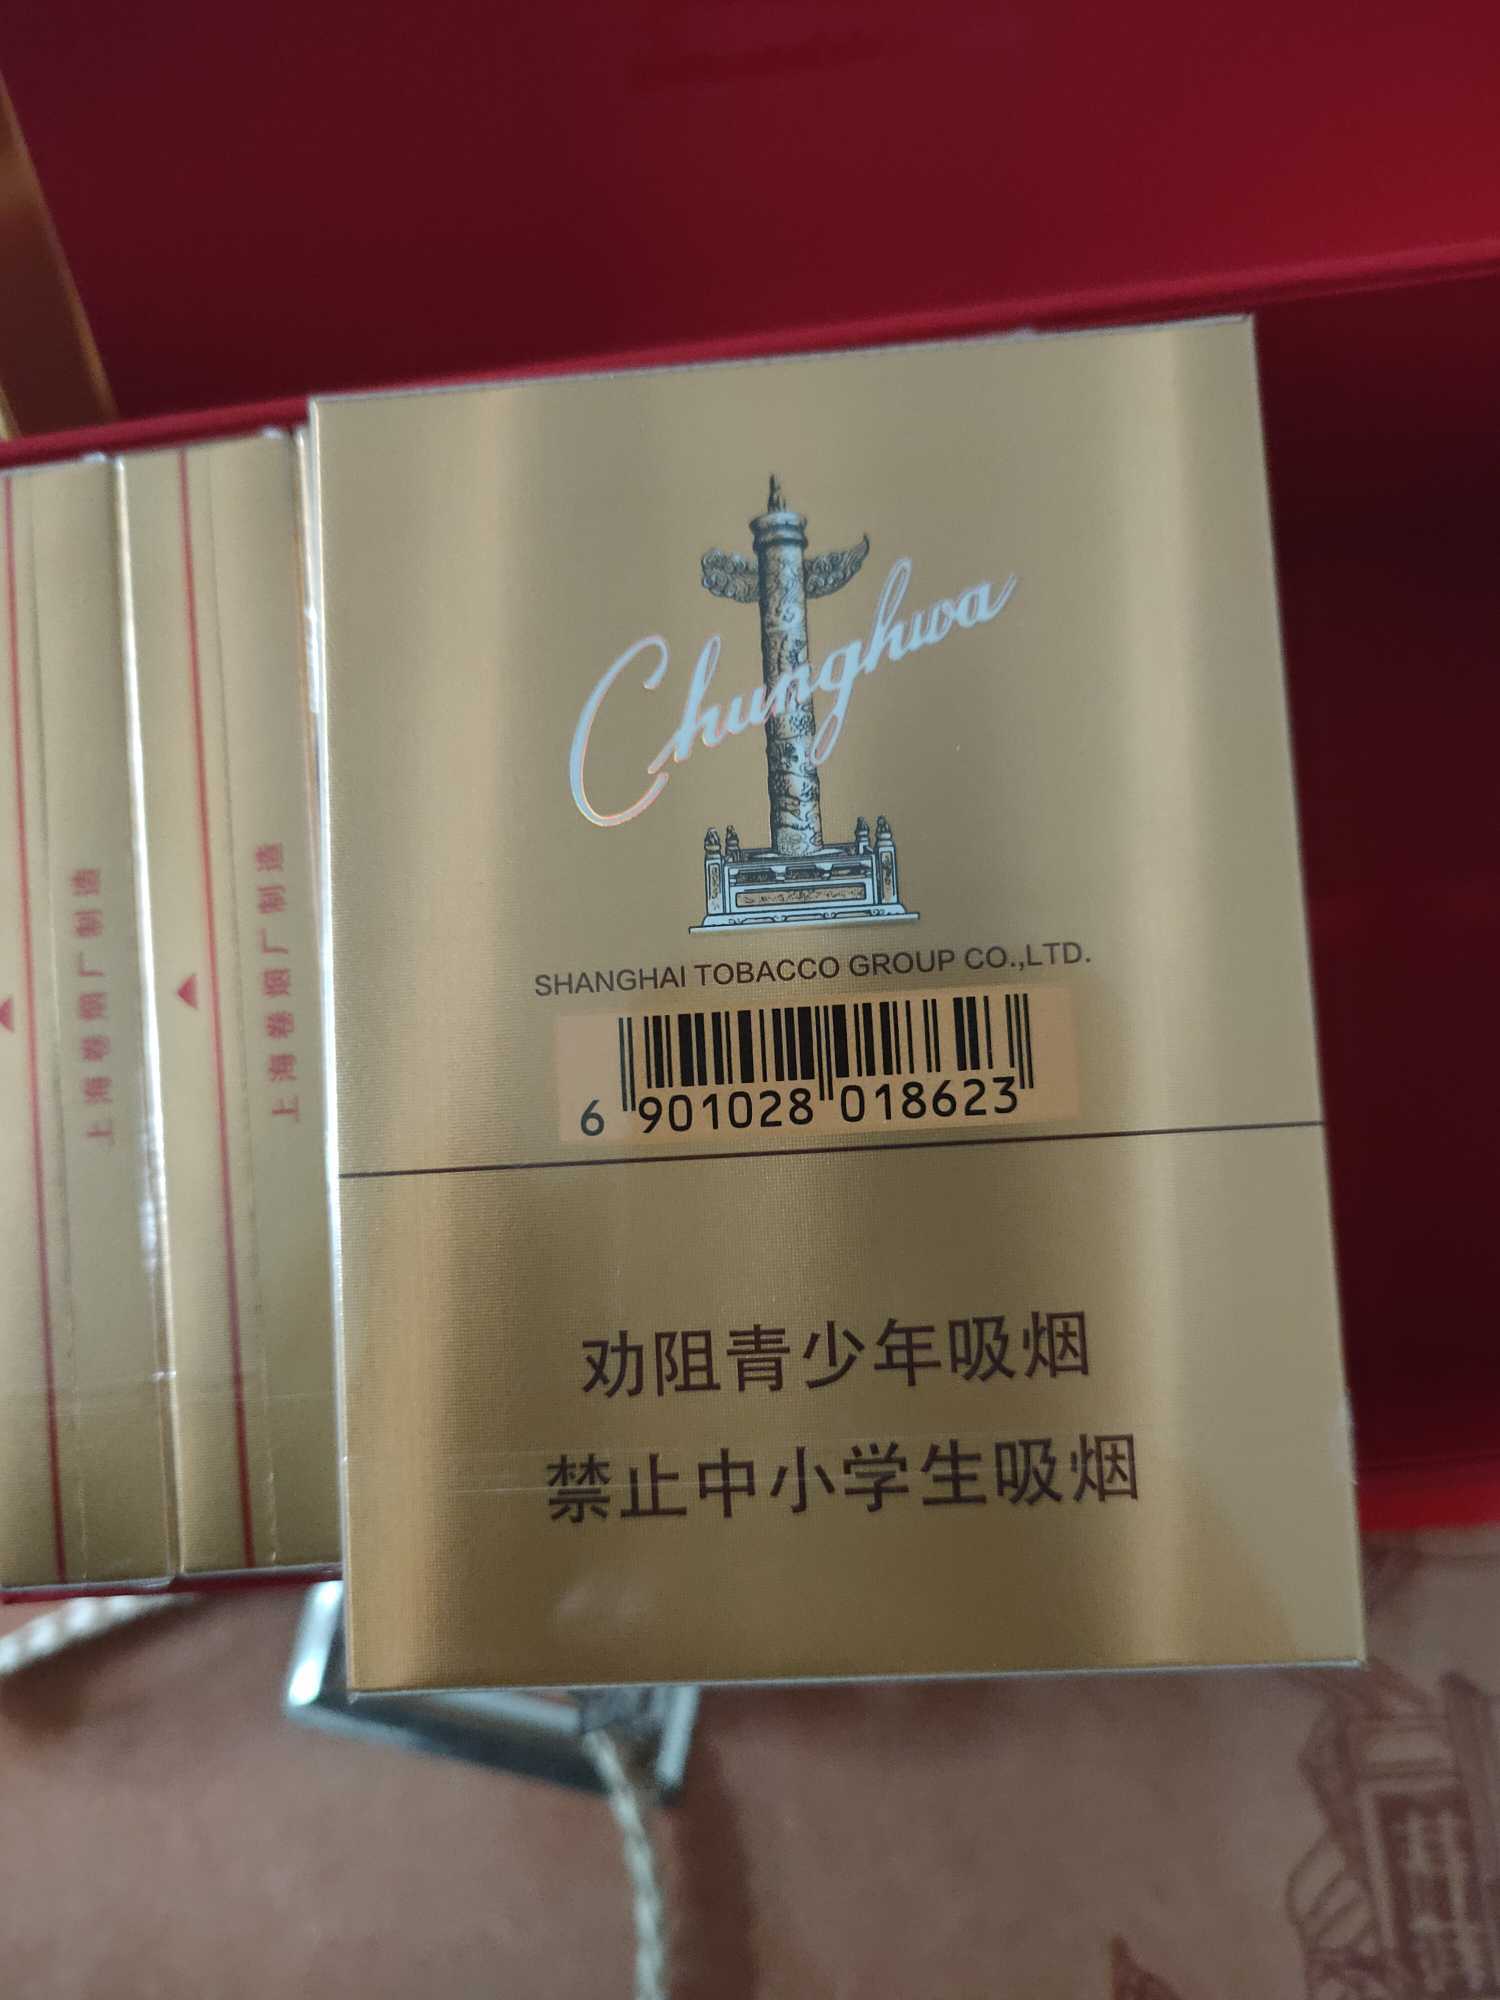 Chunghwa
SHANGHAI TOBACCO GROUP CO.,LTD.
6 901028 018623
劝阻青少年吸烟
禁止中小学生吸烟
上海卷烟厂制造
上海卷烟厂制造